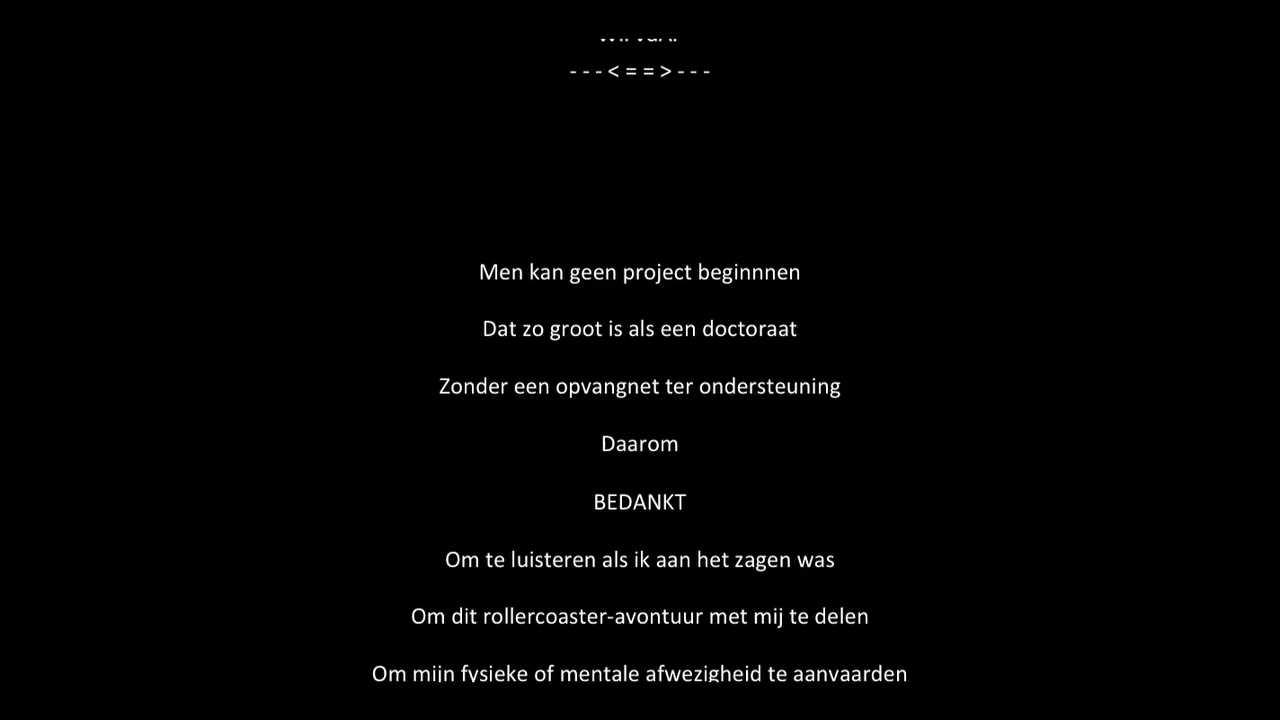 - - - < = = > - - -
Men kan geen project beginnnen
Dat zo groot is als een doctoraat
Zonder een opvangnet ter ondersteuning
Daarom
BEDANKT
Om te luisteren als ik aan het zagen was
Om dit rollercoaster-avontuur met mij te delen
Om mijn fysieke of mentale afwezigheid te aanvaarden